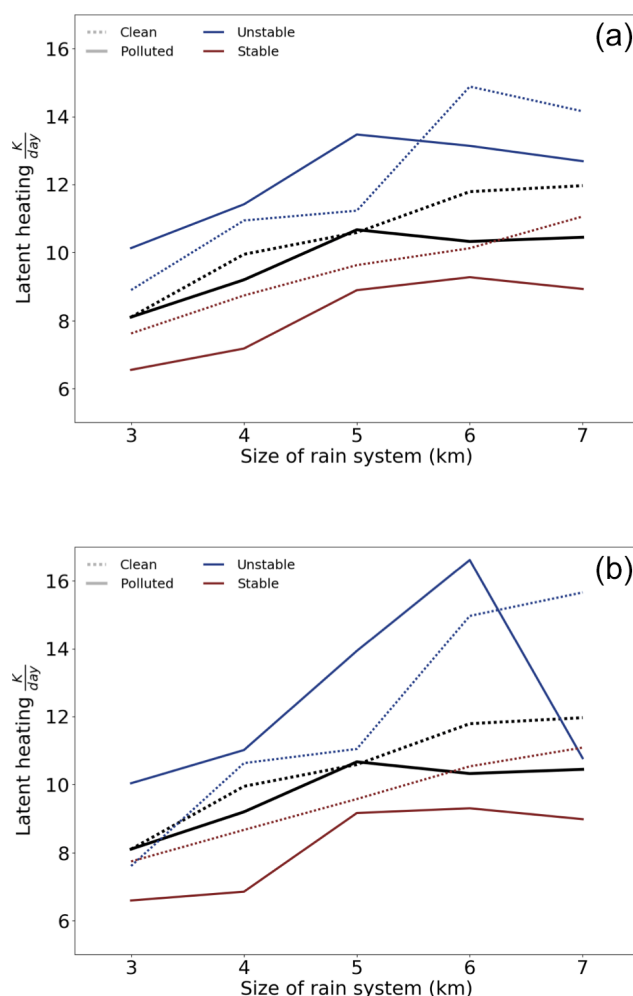 (a)
Clean Unstable
Polluted Stable
16
14
12
10
8
6
Latent heating K/day
3 4 5 6 7
Size of rain system (km)
(b)
Clean Unstable
Polluted Stable
16
14
12
10
8
6
Latent heating K/day
3 4 5 6 7
Size of rain system (km)